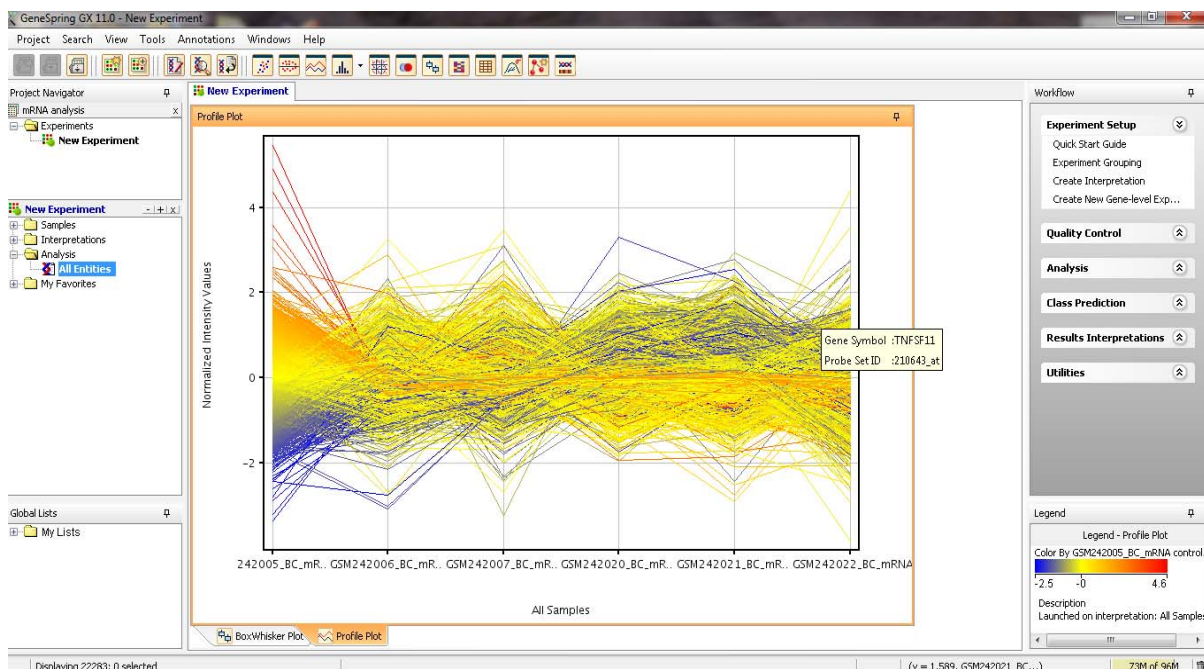 GeneSpring GX 11.0 - New Experiment
Project Search View Tools Annotations Windows Help
Project Navigator
mRNA analysis x
Experiments
New Experiment
New Experiment - + x
Samples
Interpretations
Analysis
All Entities
My Favorites
Global Lists
My Lists
New Experiment
Profile Plot
Normalized Intensity Values
4
2
0
-2
Gene Symbol :TNFSF11
Probe Set ID :210643_at
242005_BC_mR.. GSM242006_BC_mR.. GSM242007_BC_mR.. GSM242020_BC_mR.. GSM242021_BC_mR.. GSM242022_BC_mRNA
All Samples
BoxWhisker Plot Profile Plot
Workflow
Experiment Setup
Quick Start Guide
Experiment Grouping
Create Interpretation
Create New Gene-level Exp...
Quality Control
Analysis
Class Prediction
Results Interpretations
Utilities
Legend
Legend - Profile Plot
Color By GSM242005_BC_mRNA control.
-2.5 -0 4.6
Description
Launched on interpretation: All Samples
Displaying 22283; 0 selected (y = 1.589, GSM242021_BC...) 73M of 96M